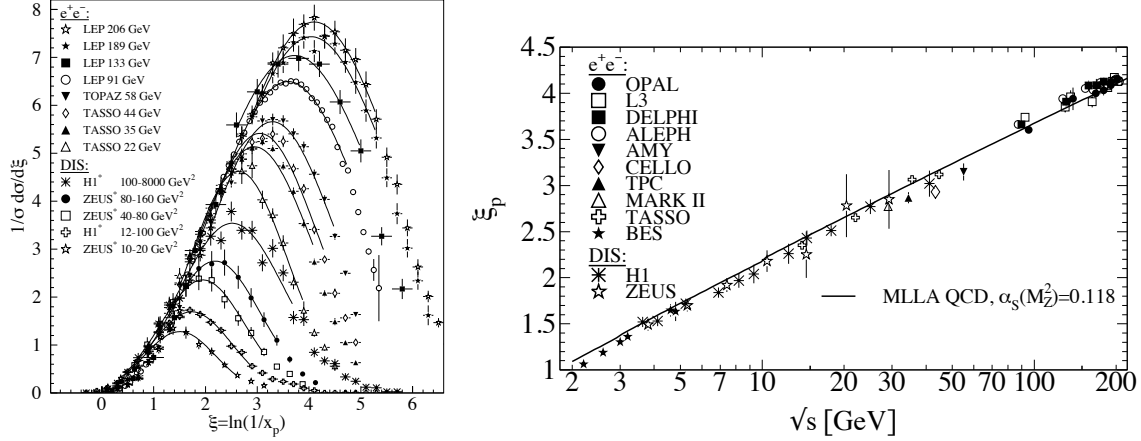 e⁺e⁻:
LEP 206 GeV
LEP 189 GeV
LEP 133 GeV
LEP 91 GeV
TOPAZ 58 GeV
TASSO 44 GeV
TASSO 35 GeV
TASSO 22 GeV
DIS:
H1* 100-8000 GeV²
ZEUS* 80-160 GeV²
ZEUS* 40-80 GeV²
H1* 12-100 GeV²
ZEUS* 10-20 GeV²
1/σ dσ/dξ
8
7
6
5
4
3
2
1
0
0 1 2 3 4 5 6
ξ=ln(1/xₚ)
e⁺e⁻:
OPAL
L3
DELPHI
ALEPH
AMY
CELLO
TPC
MARK II
TASSO
BES
DIS:
H1
ZEUS
MLLA QCD, αS(M²Z)=0.118
ξₚ
4.5
4
3.5
3
2.5
2
1.5
1
2 3 5 7 10 20 30 50 70 100 200
√s [GeV]